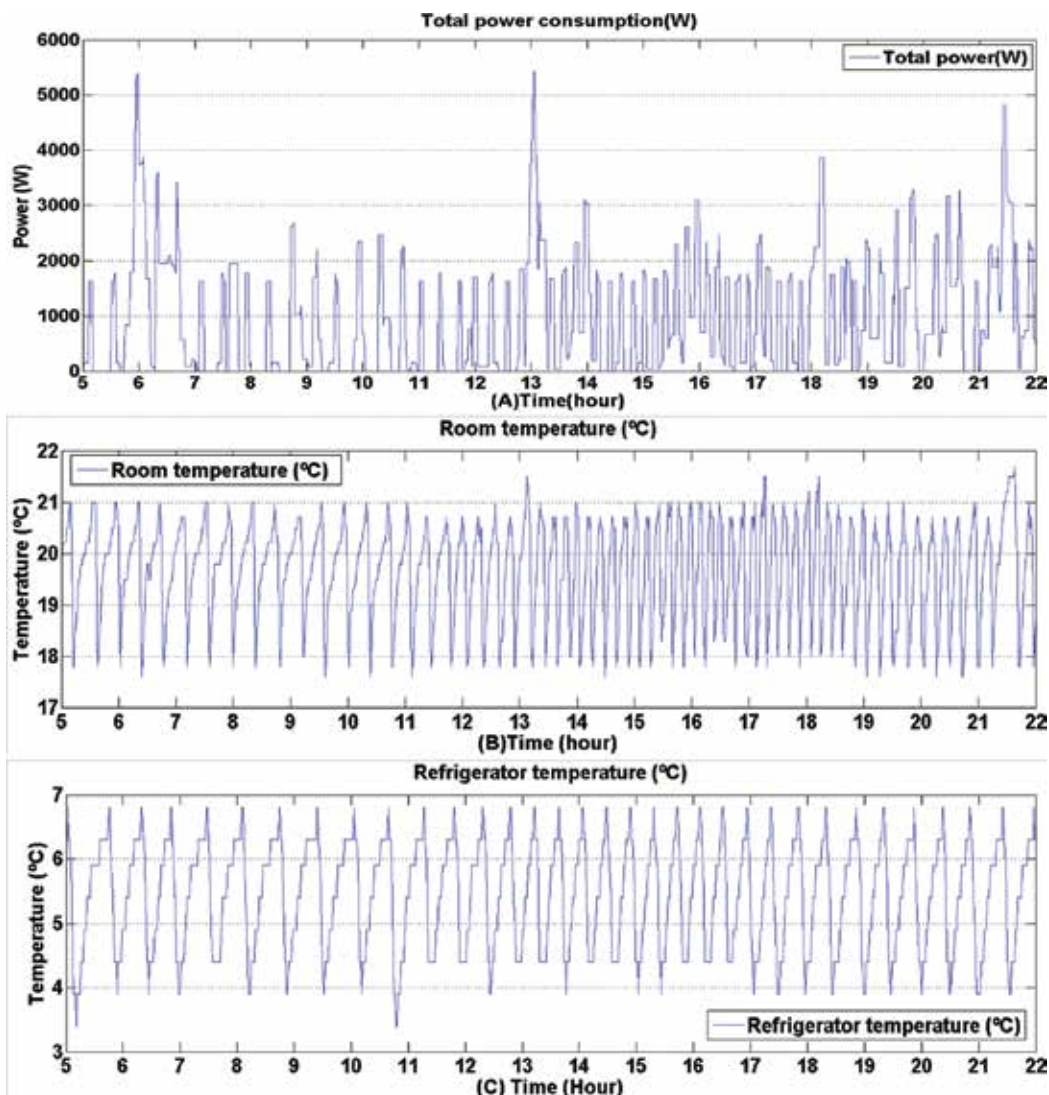 Total power consumption(W)
6000
5000
4000
3000
2000
1000
0
Power (W)
Total power(W)
5 6 7 8 9 10 11 12 13 14 15 16 17 18 19 20 21 22
(A)Time(hour)
Room temperature (ºC)
22
21
20
19
18
17
Temperature (ºC)
Room temperature (ºC)
5 6 7 8 9 10 11 12 13 14 15 16 17 18 19 20 21 22
(B)Time (hour)
Refrigerator temperature (ºC)
7
6
5
4
3
Temperature (ºC)
Refrigerator temperature (ºC)
5 6 7 8 9 10 11 12 13 14 15 16 17 18 19 20 21 22
(C) Time (Hour)